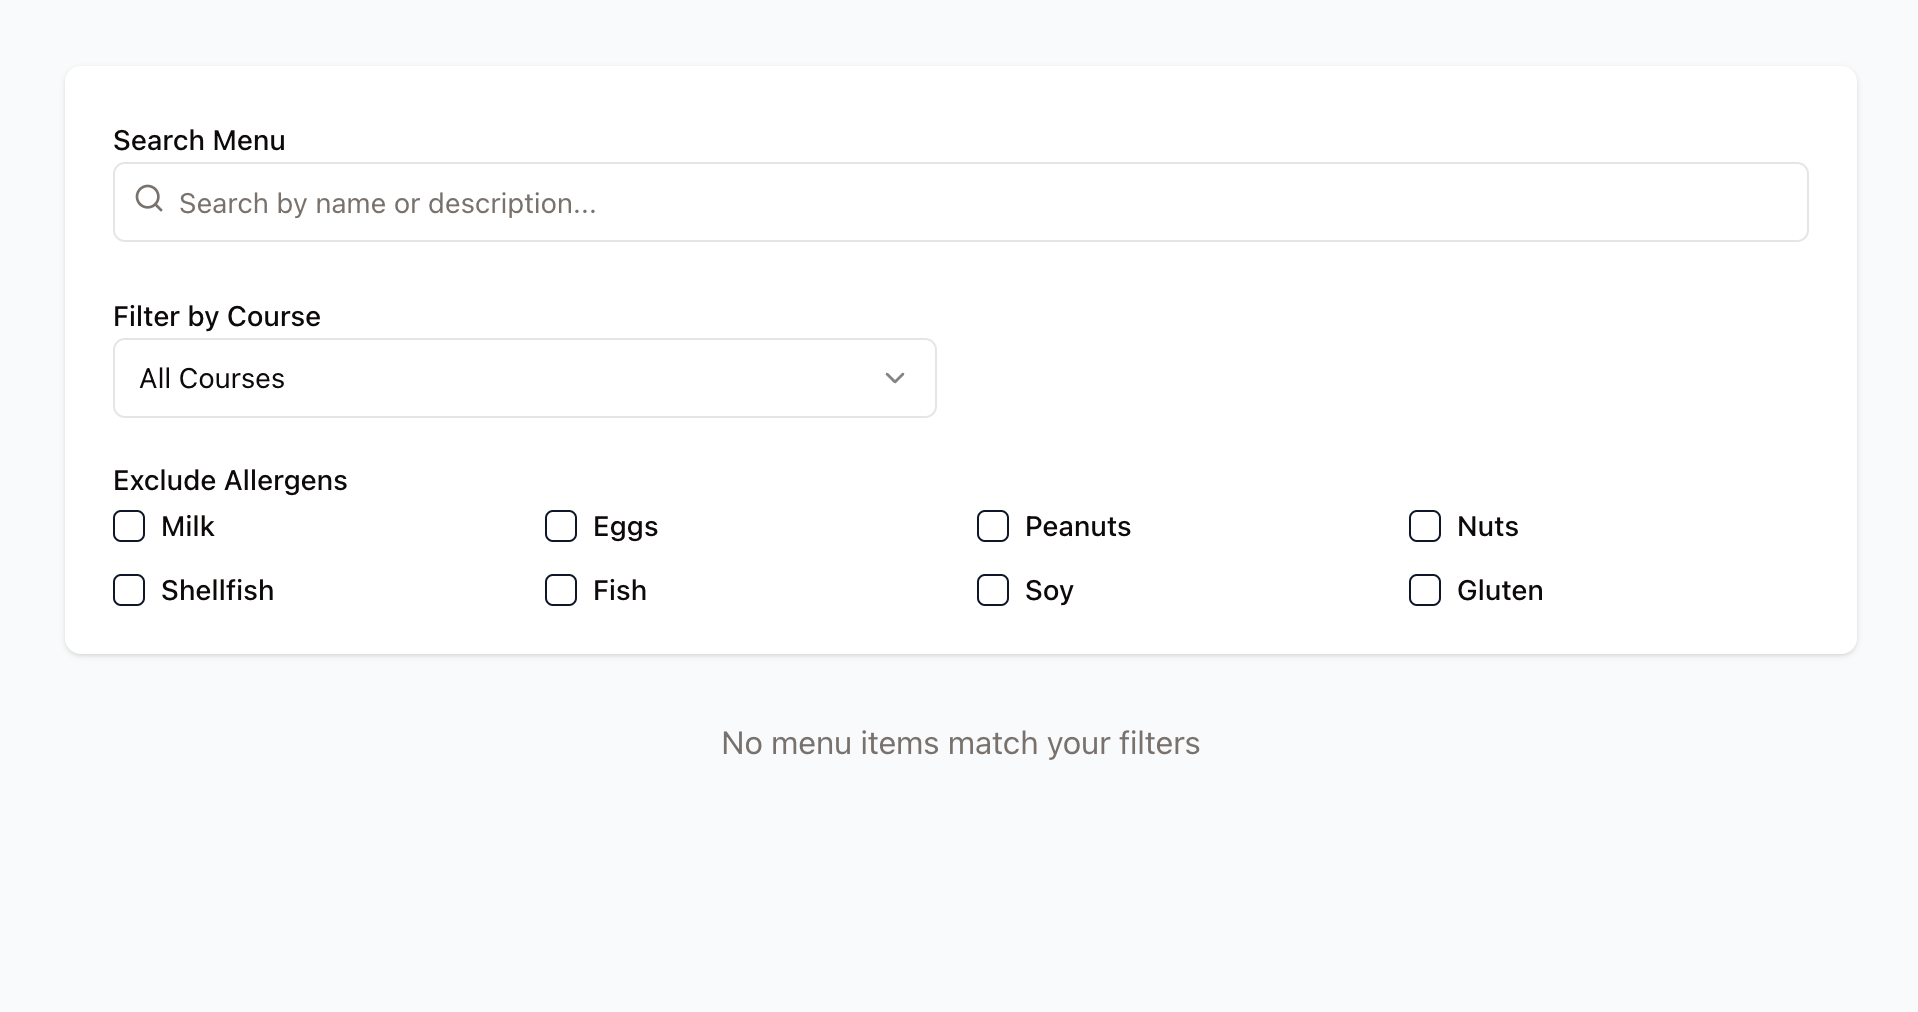 Search Menu
Search by name or description...
Filter by Course
All Courses
Exclude Allergens
Milk
Eggs
Peanuts
Nuts
Shellfish
Fish
Soy
Gluten
No menu items match your filters